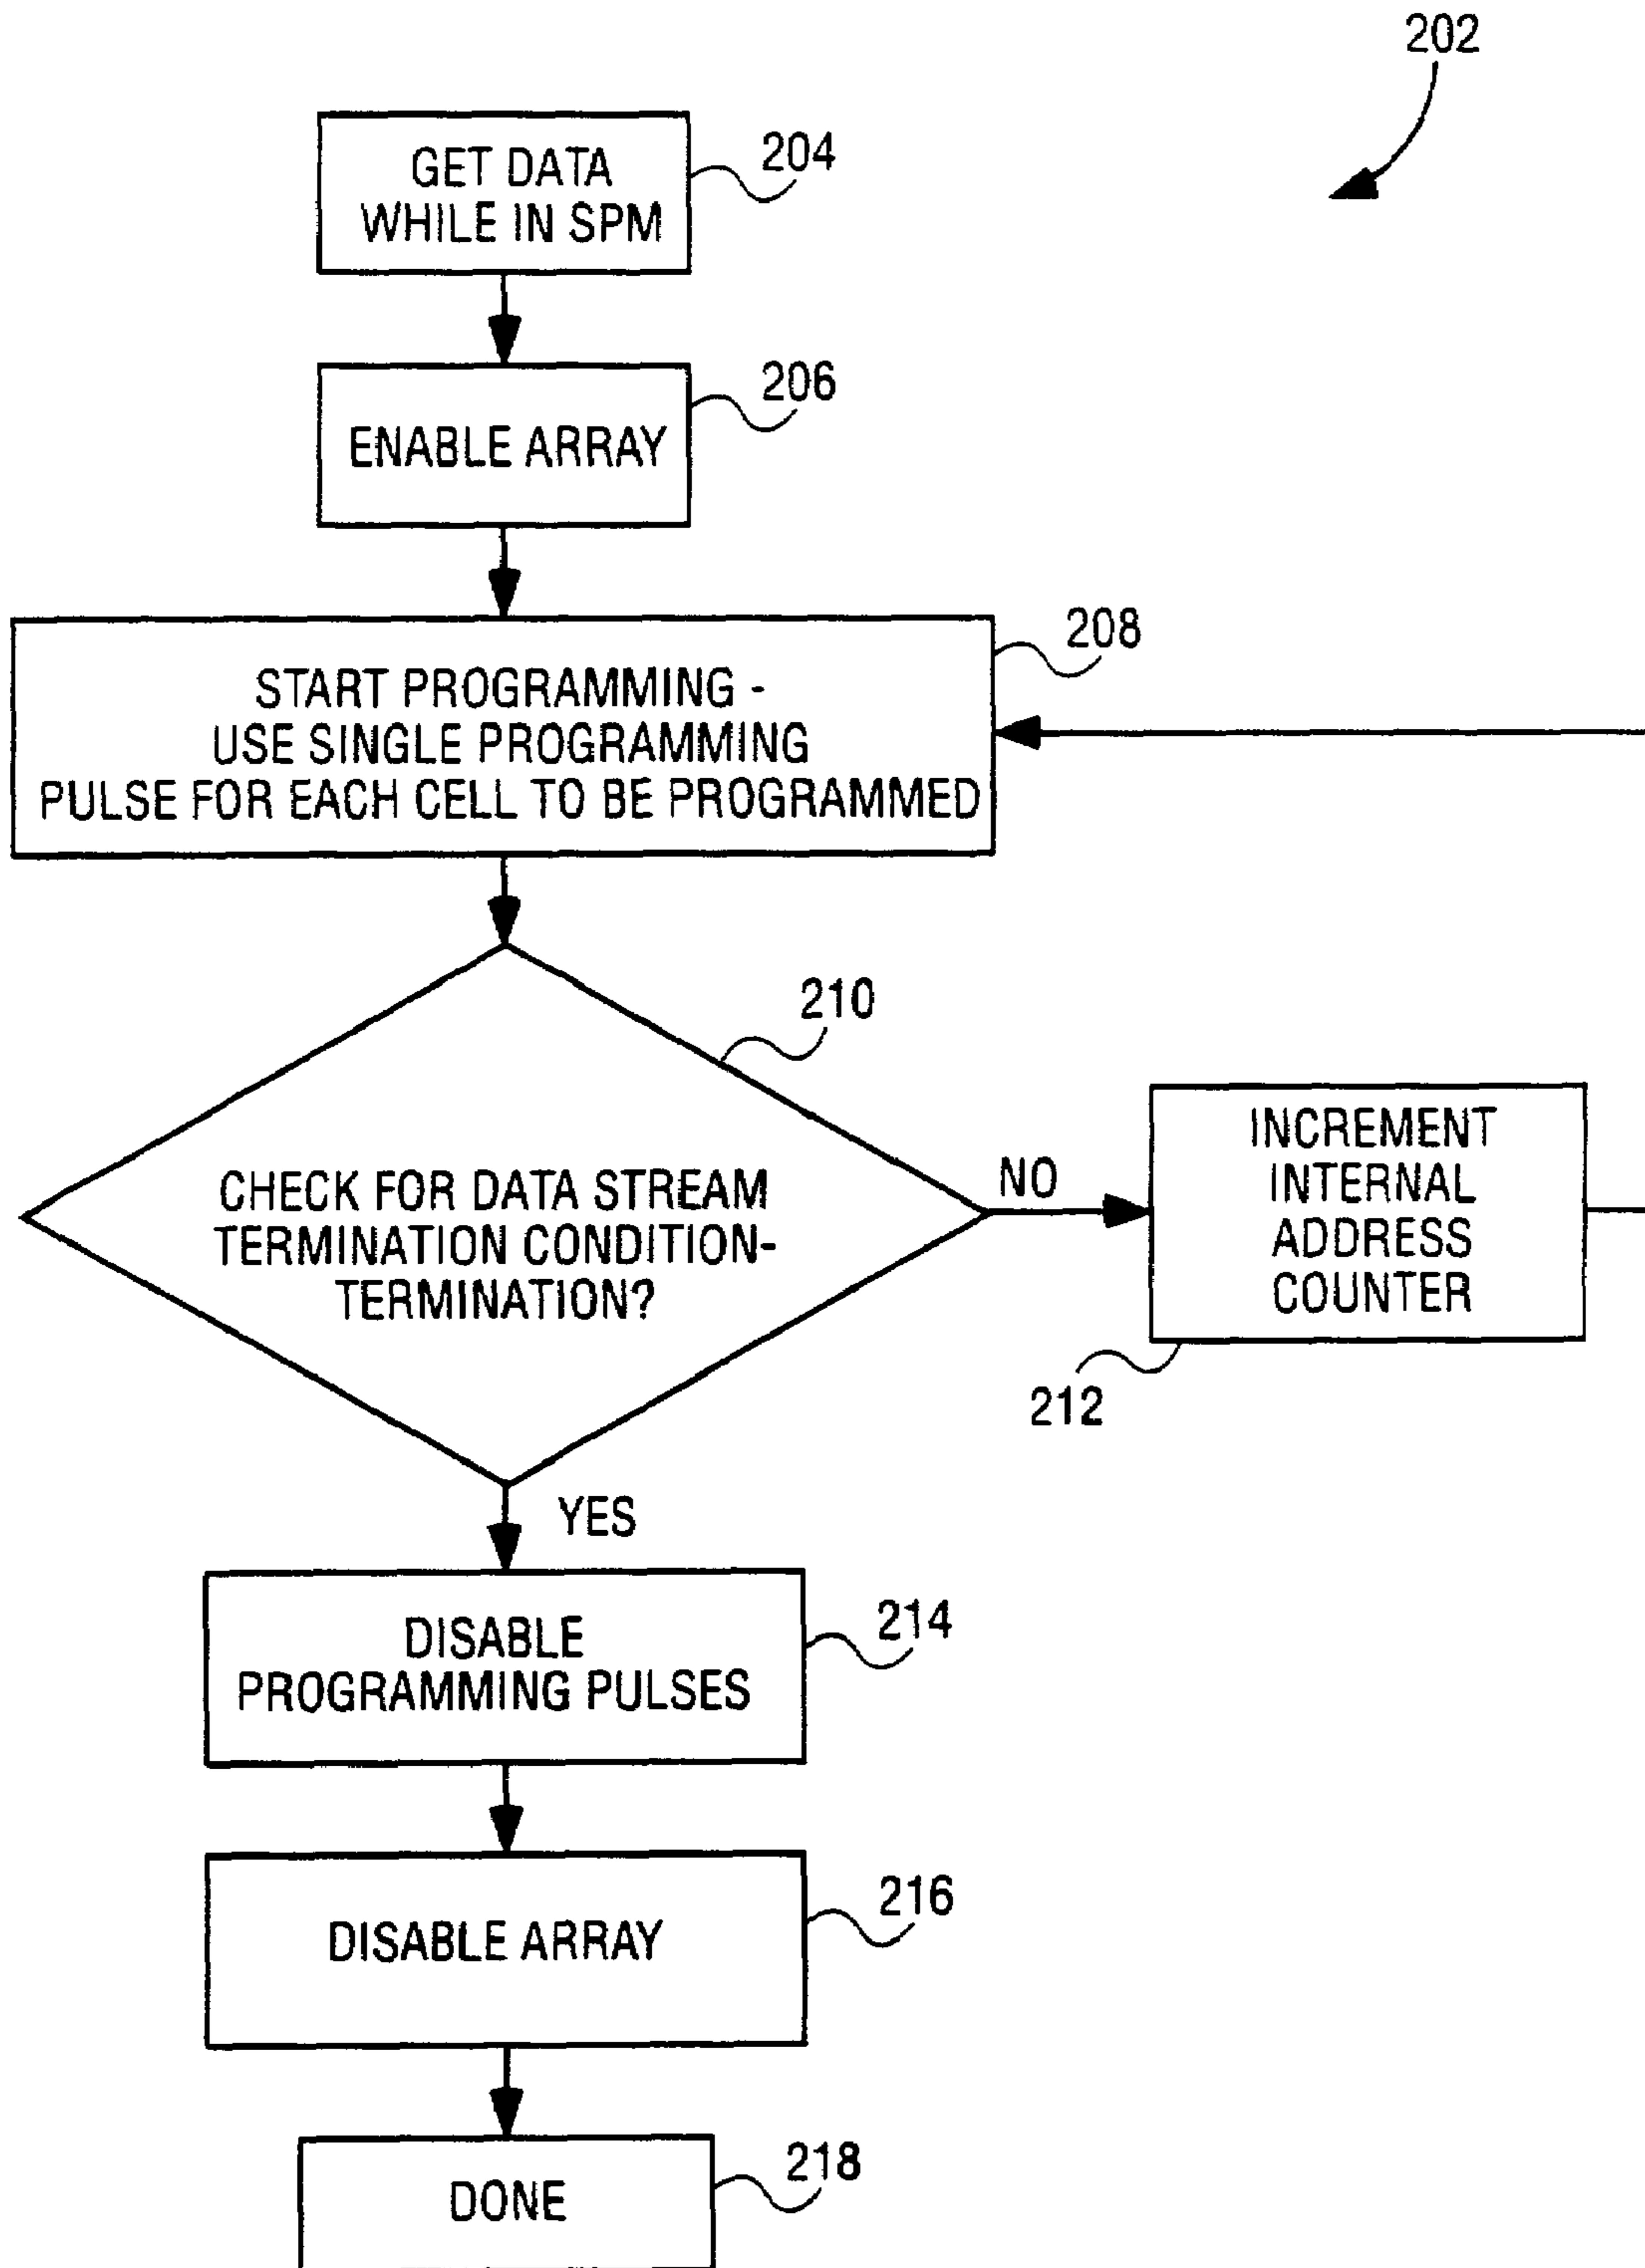 202
GET DATA
WHILE IN SPM
204
ENABLE ARRAY
206
START PROGRAMMING -
USE SINGLE PROGRAMMING
PULSE FOR EACH CELL TO BE PROGRAMMED
208
CHECK FOR DATA STREAM
TERMINATION CONDITION-
TERMINATION?
210
NO
INCREMENT
INTERNAL
ADDRESS
COUNTER
212
YES
DISABLE
PROGRAMMING PULSES
214
DISABLE ARRAY
216
DONE
218